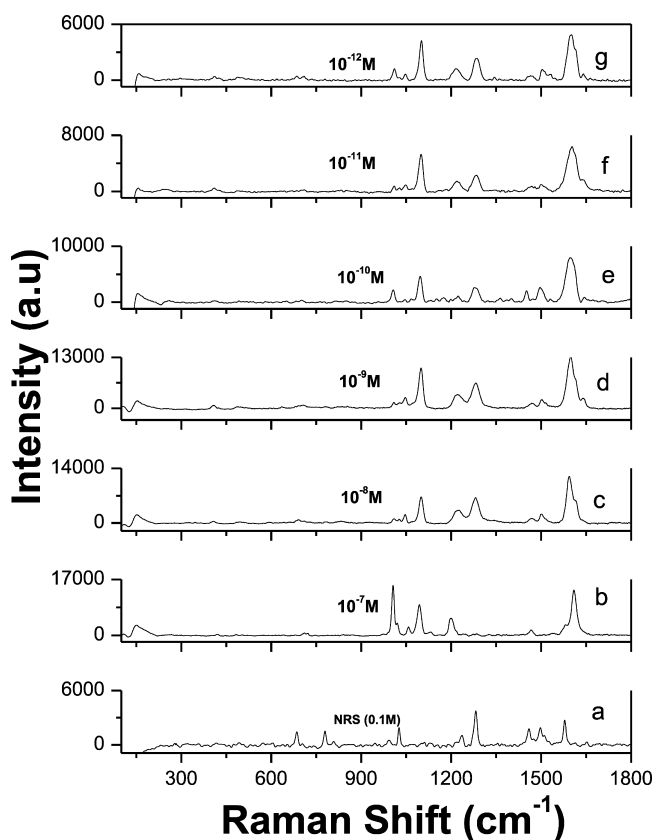 6000
0
10⁻¹²M
g
8000
0
10⁻¹¹M
f
10000
0
10⁻¹⁰M
e
13000
0
10⁻⁹M
d
14000
0
10⁻⁸M
c
17000
0
10⁻⁷M
b
6000
0
NRS (0.1M)
a
300 600 900 1200 1500 1800
Raman Shift (cm⁻¹)
Intensity (a.u)